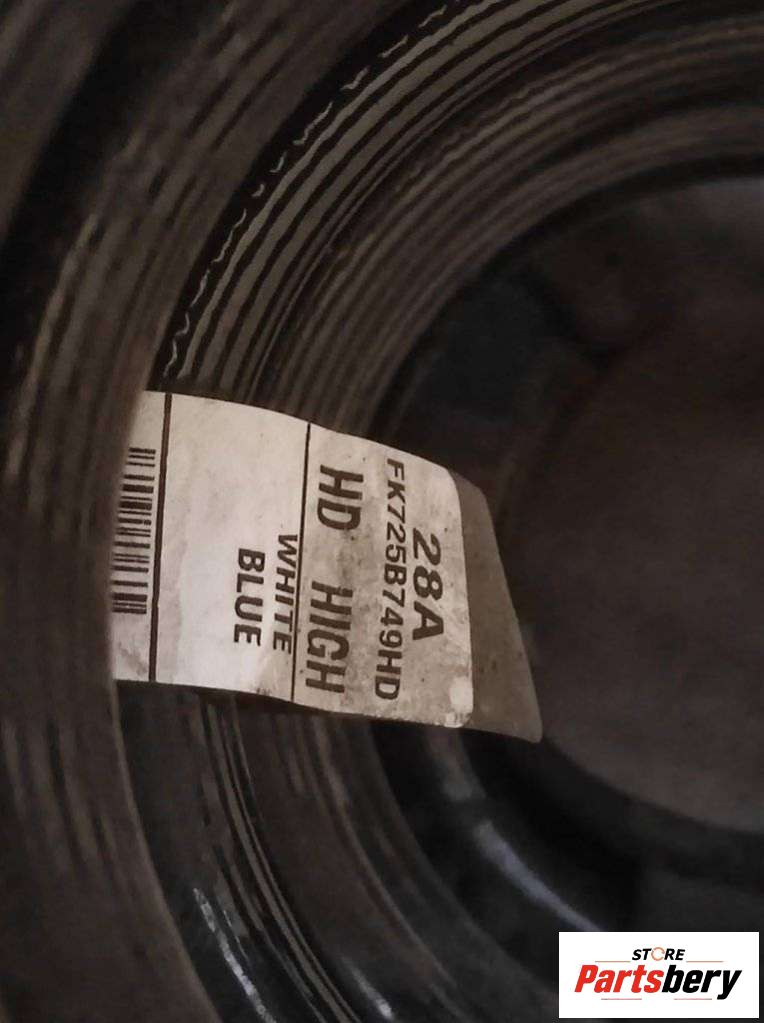 28A
FK725B749HD
HD HIGH
WHITE
BLUE
STORE
Partsbery